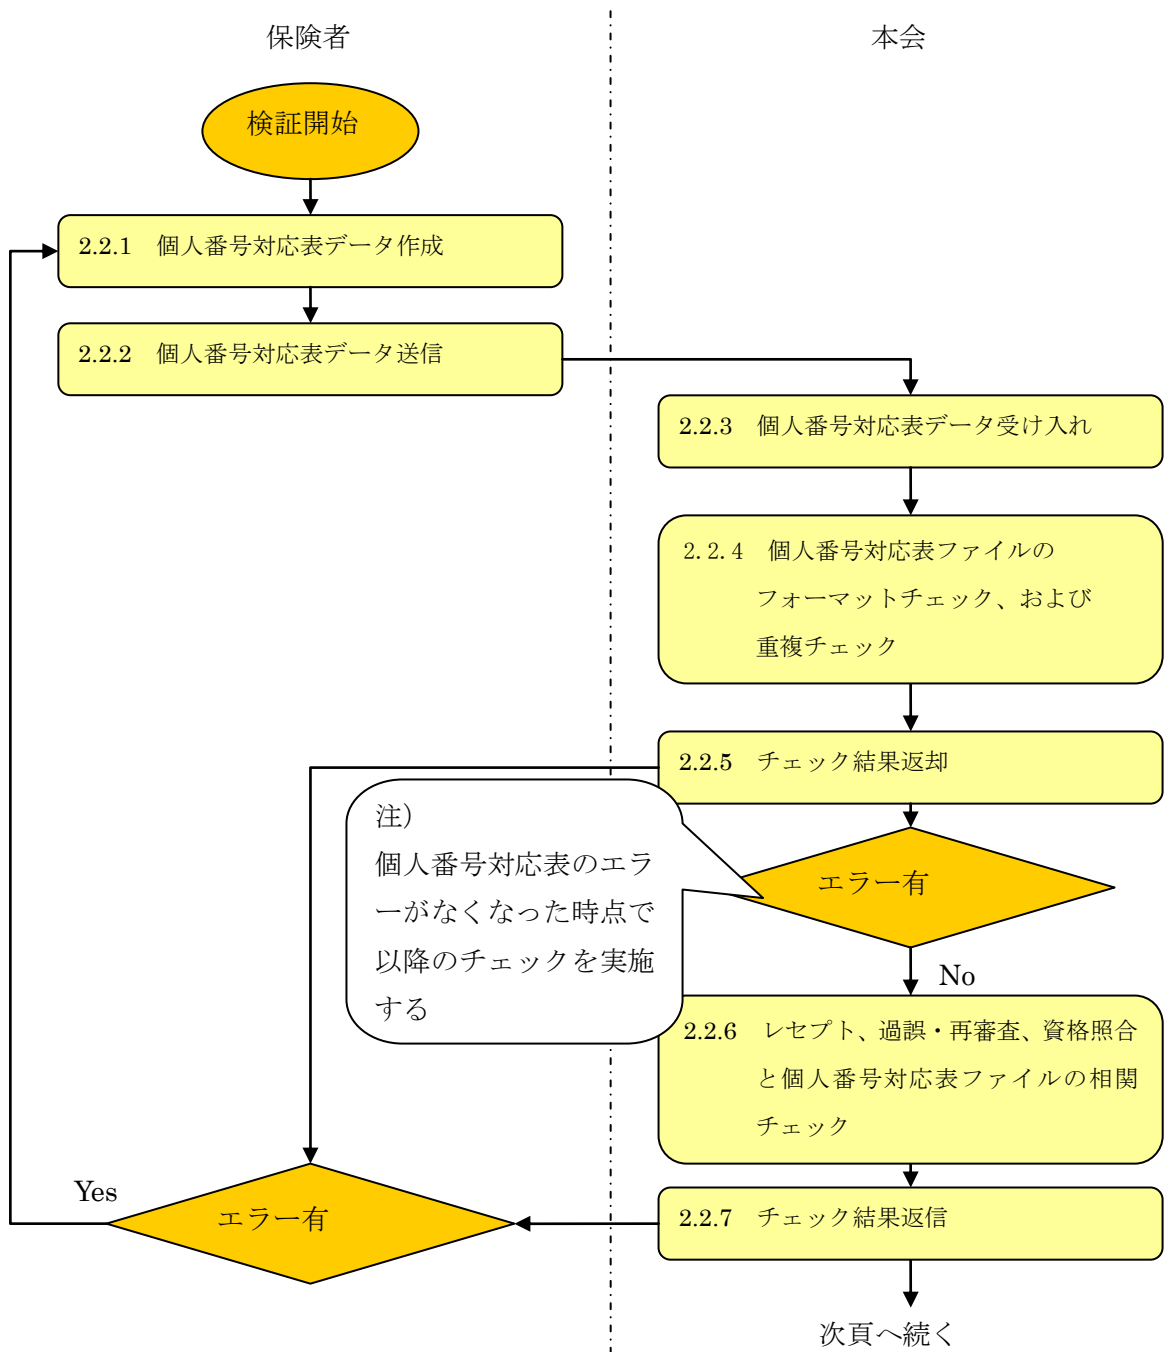 保険者
本会
検証開始
2.2.1　個人番号対応表データ作成
2.2.2　個人番号対応表データ送信
2.2.3　個人番号対応表データ受け入れ
2.2.4　個人番号対応表ファイルの
フォーマットチェック、および
重複チェック
2.2.5　チェック結果返却
注）
個人番号対応表のエラ
ーがなくなった時点で
以降のチェックを実施
する
エラー有
No
2.2.6　レセプト、過誤・再審査、資格照合
と個人番号対応表ファイルの相関
チェック
Yes
エラー有
2.2.7　チェック結果返信
次頁へ続く